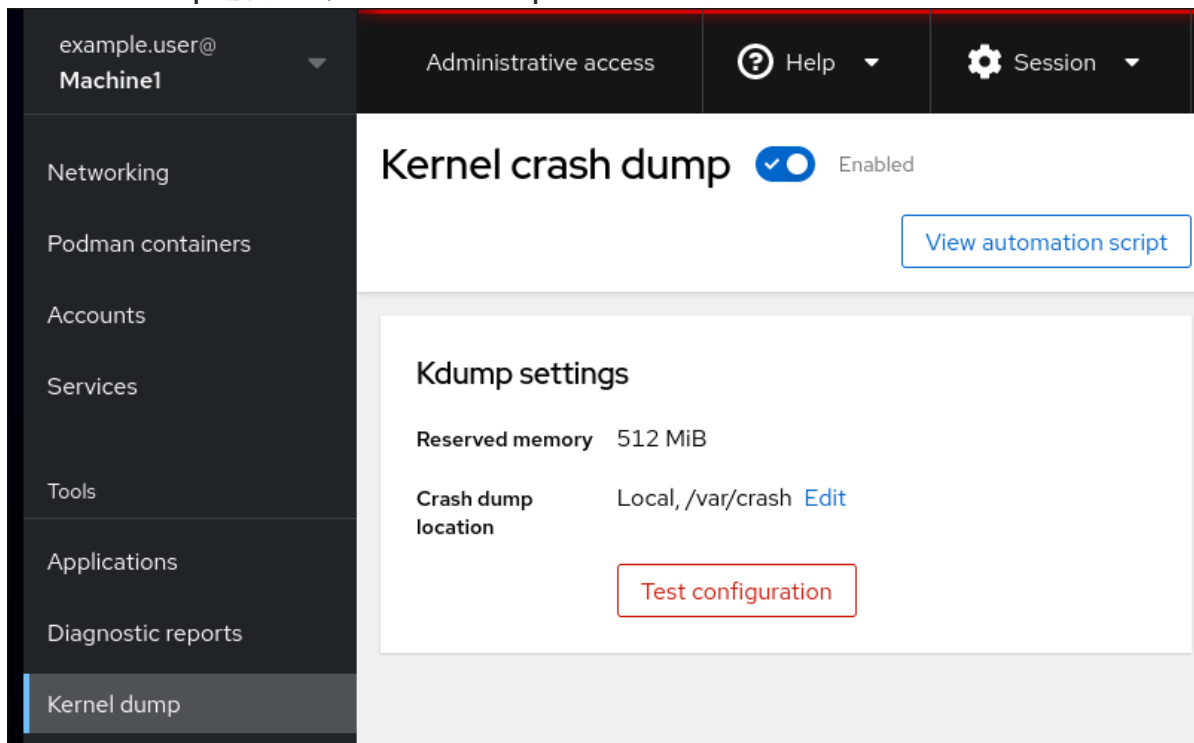 example.user@
Machine1
Administrative access
Help
Session
Networking
Podman containers
Accounts
Services
Tools
Applications
Diagnostic reports
Kernel dump
Kernel crash dump
Enabled
View automation script
Kdump settings
Reserved memory 512 MiB
Crash dump location Local, /var/crash Edit
Test configuration